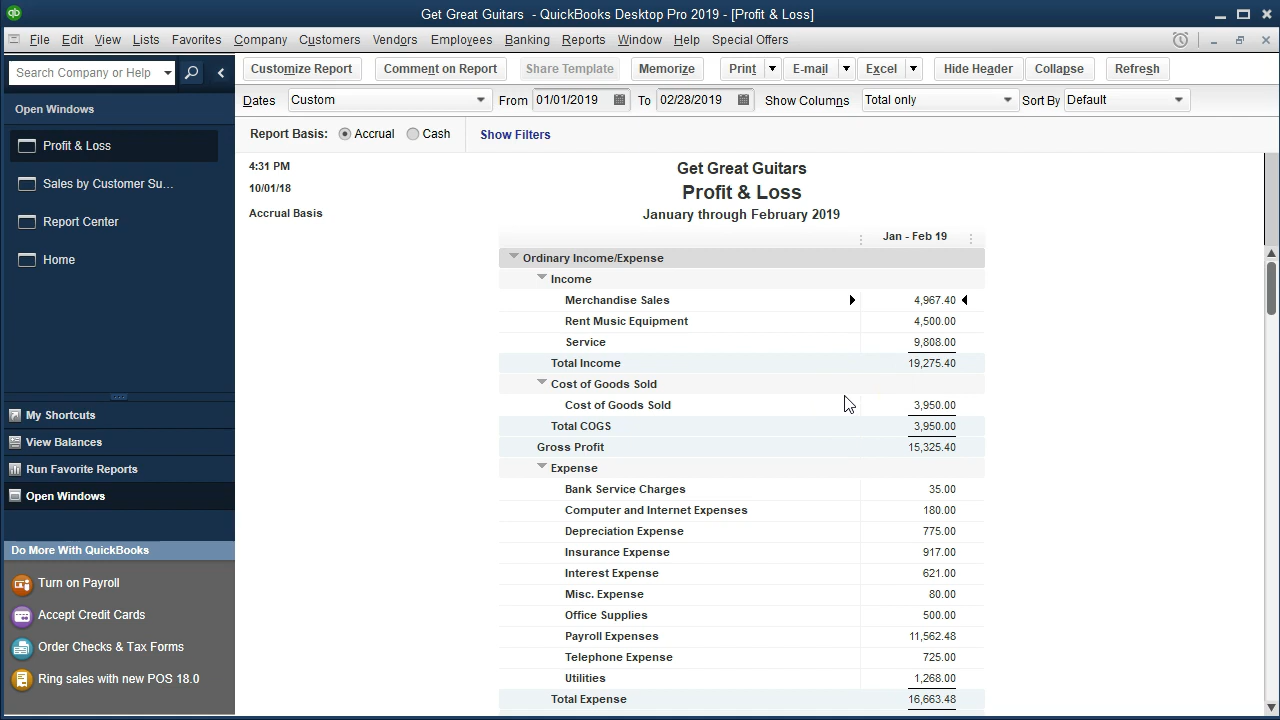 Get Great Guitars - QuickBooks Desktop Pro 2019 - [Profit & Loss]
File Edit View Lists Favorites Company Customers Vendors Employees Banking Reports Window Help Special Offers
Search Company or Help
Customize Report Comment on Report Share Template Memorize Print E-mail Excel Hide Header Collapse Refresh
Open Windows
Dates Custom From 01/01/2019 To 02/28/2019 Show Columns Total only Sort By Default
Report Basis: Accrual Cash Show Filters
Profit & Loss
Sales by Customer Su...
Report Center
Home
My Shortcuts
View Balances
Run Favorite Reports
Open Windows
Do More With QuickBooks
Turn on Payroll
Accept Credit Cards
Order Checks & Tax Forms
Ring sales with new POS 18.0
4:31 PM
10/01/18
Accrual Basis
Get Great Guitars
Profit & Loss
January through February 2019
Jan - Feb 19
Ordinary Income/Expense
Income
Merchandise Sales 4,967.40
Rent Music Equipment 4,500.00
Service 9,808.00
Total Income 19,275.40
Cost of Goods Sold
Cost of Goods Sold 3,950.00
Total COGS 3,950.00
Gross Profit 15,325.40
Expense
Bank Service Charges 35.00
Computer and Internet Expenses 180.00
Depreciation Expense 775.00
Insurance Expense 917.00
Interest Expense 621.00
Misc. Expense 80.00
Office Supplies 500.00
Payroll Expenses 11,562.48
Telephone Expense 725.00
Utilities 1,268.00
Total Expense 16,663.48